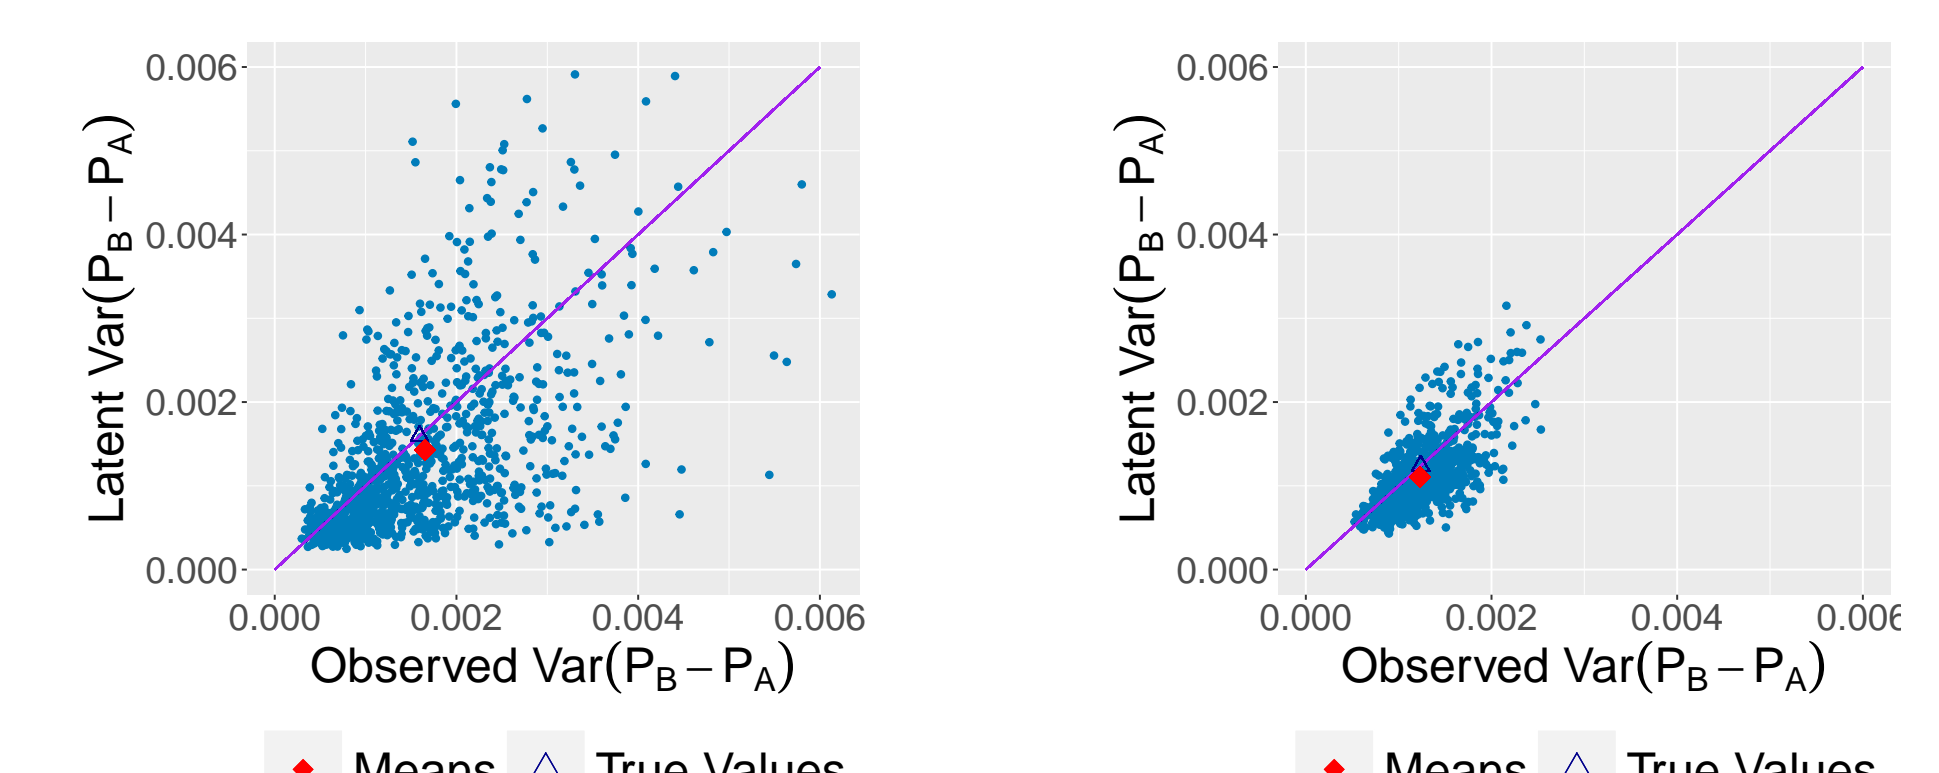 0.006
0.004
0.002
0.000
Latent Var(P_B − P_A)
0.000 0.002 0.004 0.006
Observed Var(P_B − P_A)
Means True Values
0.006
0.004
0.002
0.000
Latent Var(P_B − P_A)
0.000 0.002 0.004 0.006
Observed Var(P_B − P_A)
Means True Values